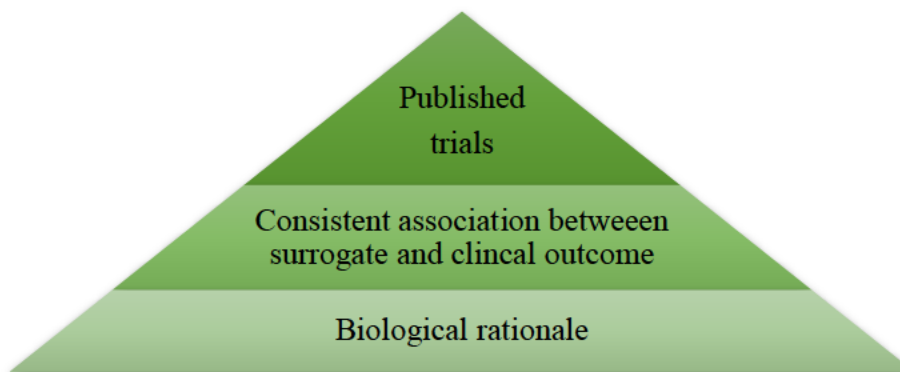 Published
trials
Consistent association betweeen
surrogate and clincal outcome
Biological rationale